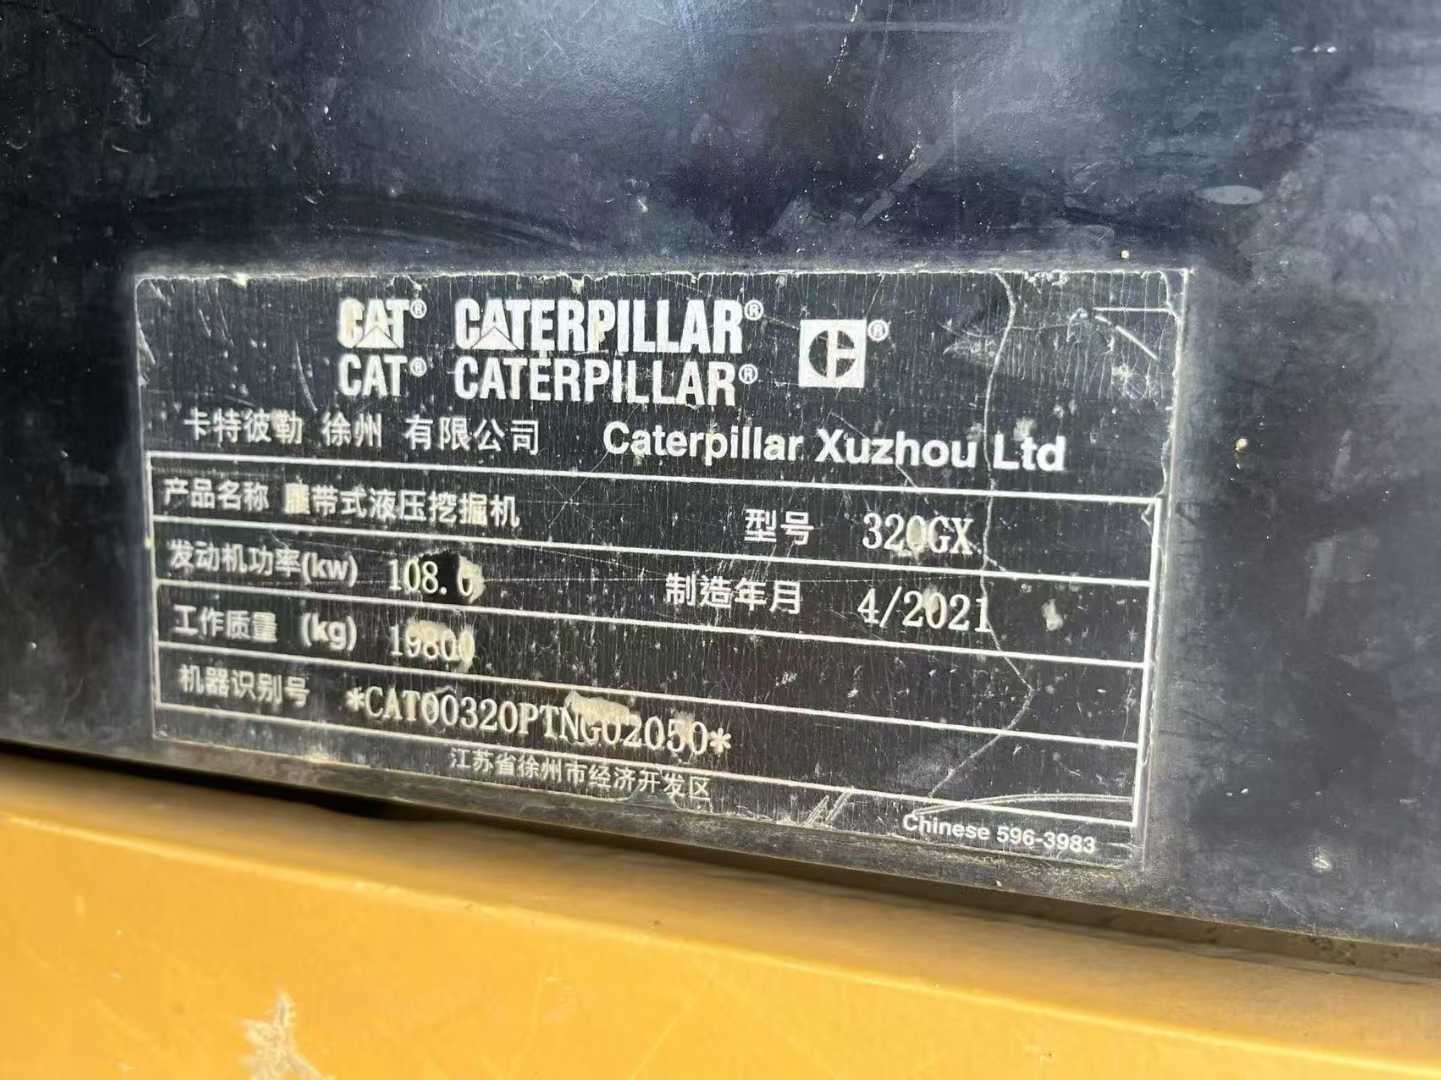 CAT® CATERPILLAR®
CAT® CATERPILLAR® ®
卡特彼勒 徐州 有限公司 Caterpillar Xuzhou Ltd
产品名称 履带式液压挖掘机 型号 320GX
发动机功率(kw) 108.0 制造年月 4/2021
工作质量 (kg) 19800
机器识别号 *CAT00320PTNG02050*
江苏省徐州市经济开发区
Chinese 596-3983